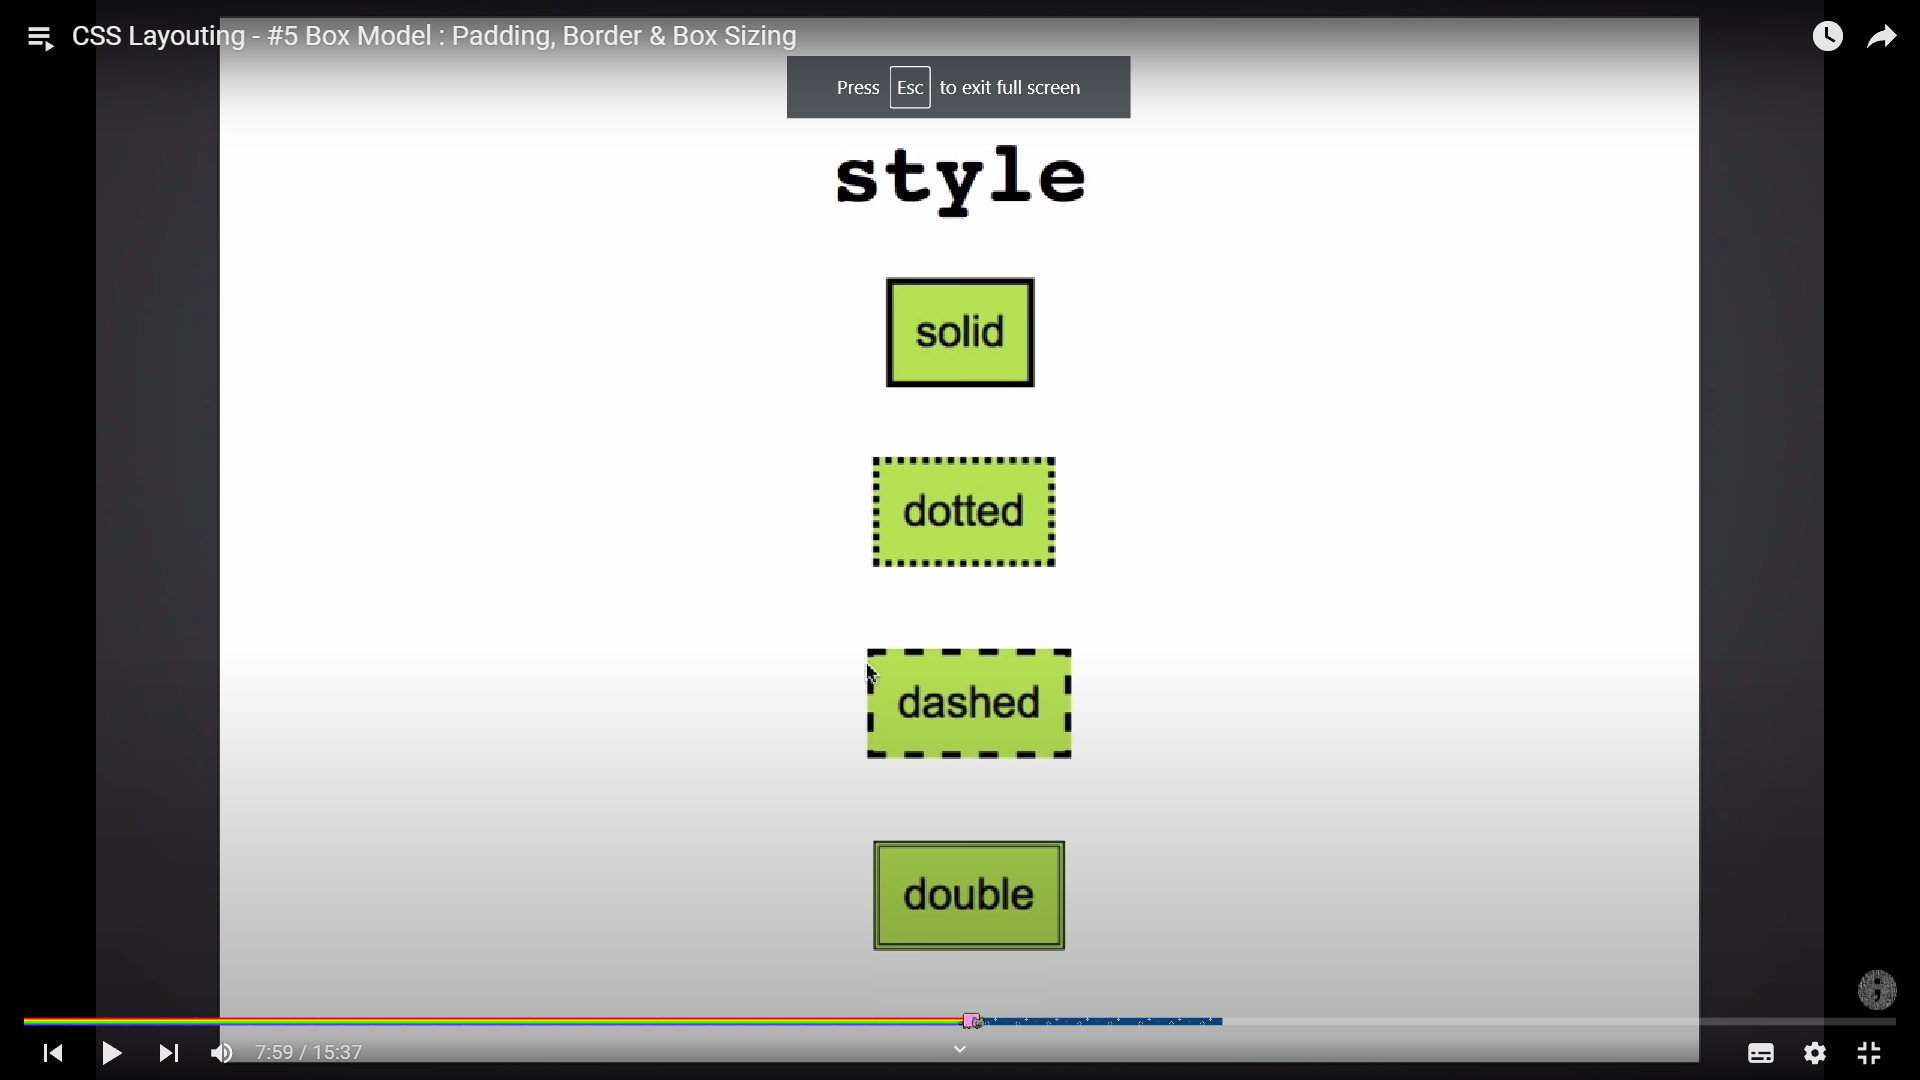 CSS Layouting - #5 Box Model : Padding, Border & Box Sizing
Press Esc to exit full screen
style
solid
dotted
dashed
double
7:59 / 15:37